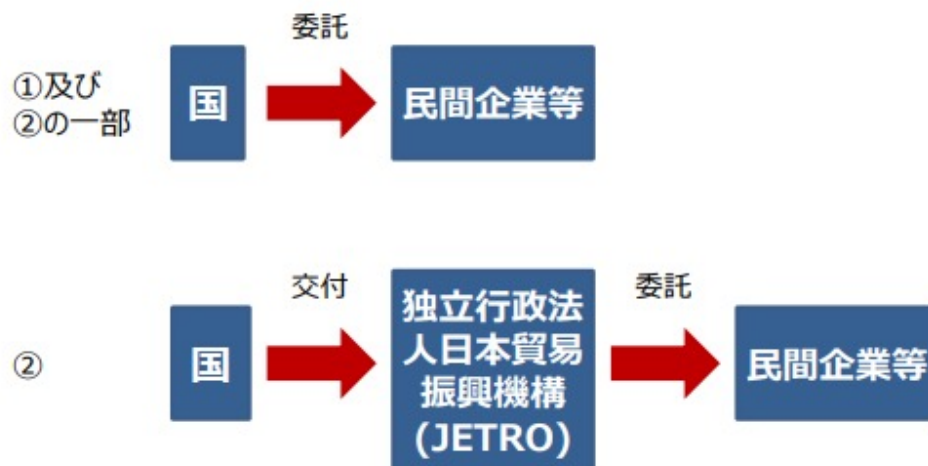 委託
①及び
②の一部
国
民間企業等
交付
委託
②
国
独立行政法
人日本貿易
振興機構
(JETRO)
民間企業等